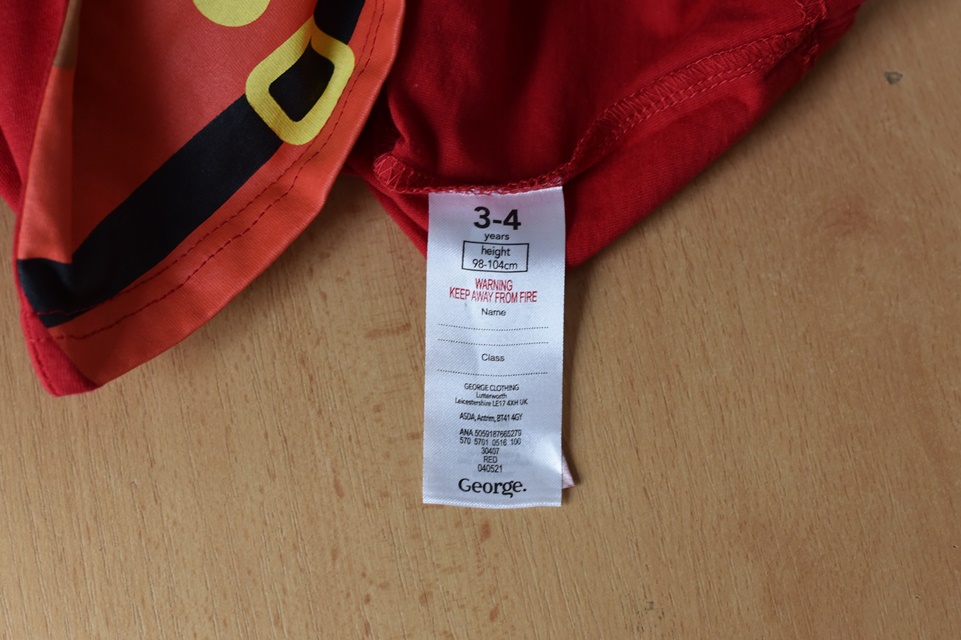 3-4
years
height
98-104cm
WARNING
KEEP AWAY FROM FIRE
Name
Class
GEORGE CLOTHING
Lutterworth
Leicestershire LE17 4XH UK
ASDA, Antrim, BT41 4GY
ANA 5059187665279
570 5701 0516 100
30407
RED
040521
George.